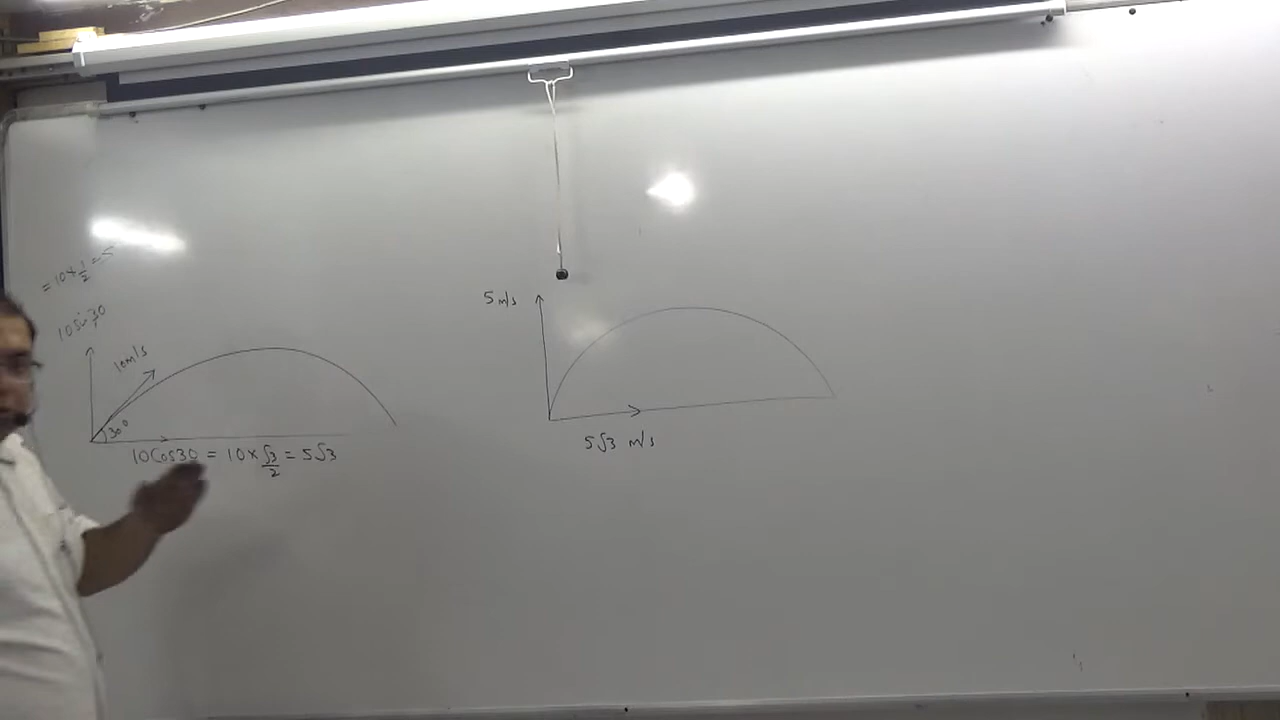 = 10 × 1/2 = 5
10 sin 30
10 m/s
30°
10 Cos 30 = 10 × √3/2 = 5√3
5 m/s
5√3 m/s